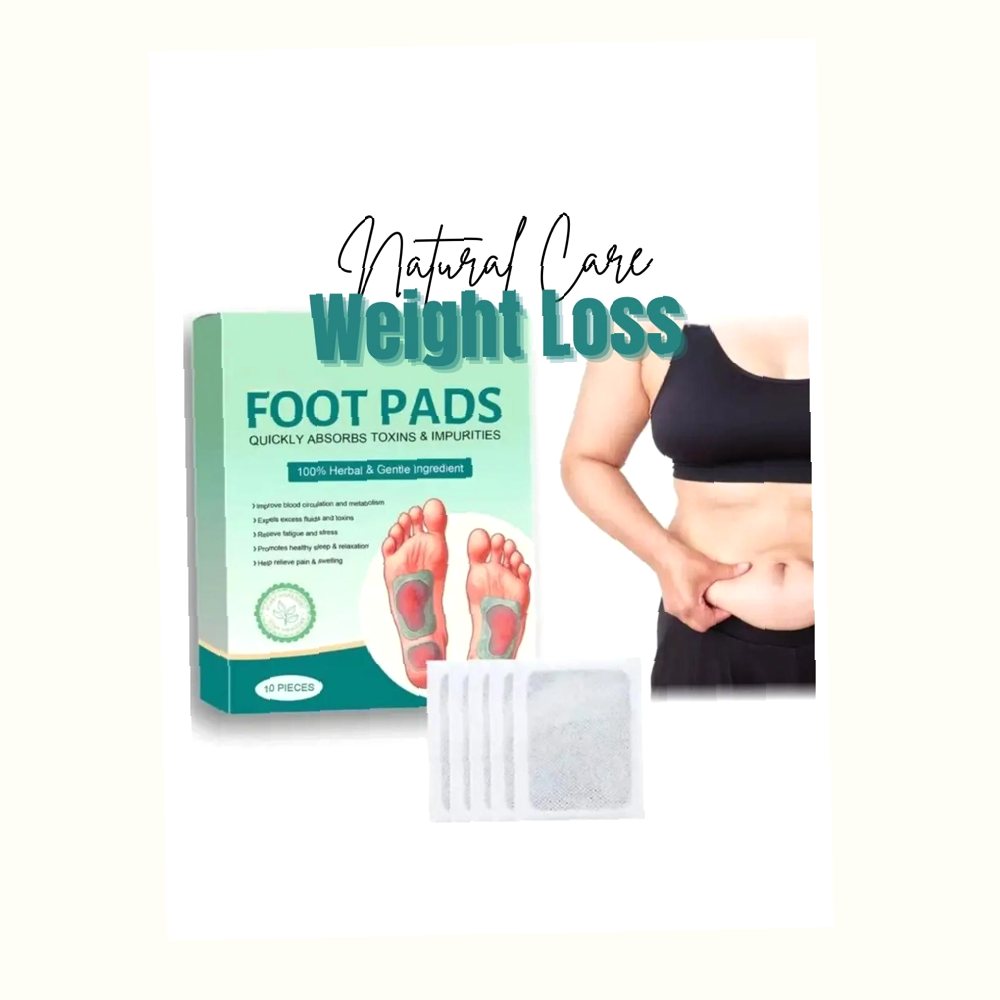 Natural Care
Weight Loss
FOOT PADS
QUICKLY ABSORBS TOXINS & IMPURITIES
100% Herbal & Gentle Ingredient
Improve blood circulation and metabolism
Expels excess fluids and toxins
Relieve fatigue and stress
Promotes healthy sleep & relaxation
Help relieve pain & swelling
10 PIECES